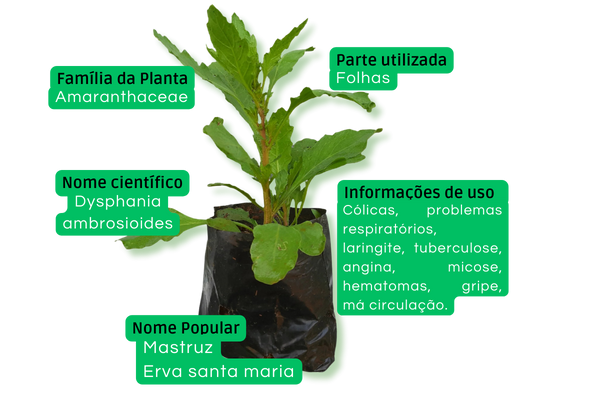 Parte utilizada
Folhas
Família da Planta
Amaranthaceae
Nome científico
Dysphania
ambrosioides
Informações de uso
Cólicas, problemas
respiratórios,
laringite, tuberculose,
angina, micose,
hematomas, gripe,
má circulação.
Nome Popular
Mastruz
Erva santa maria